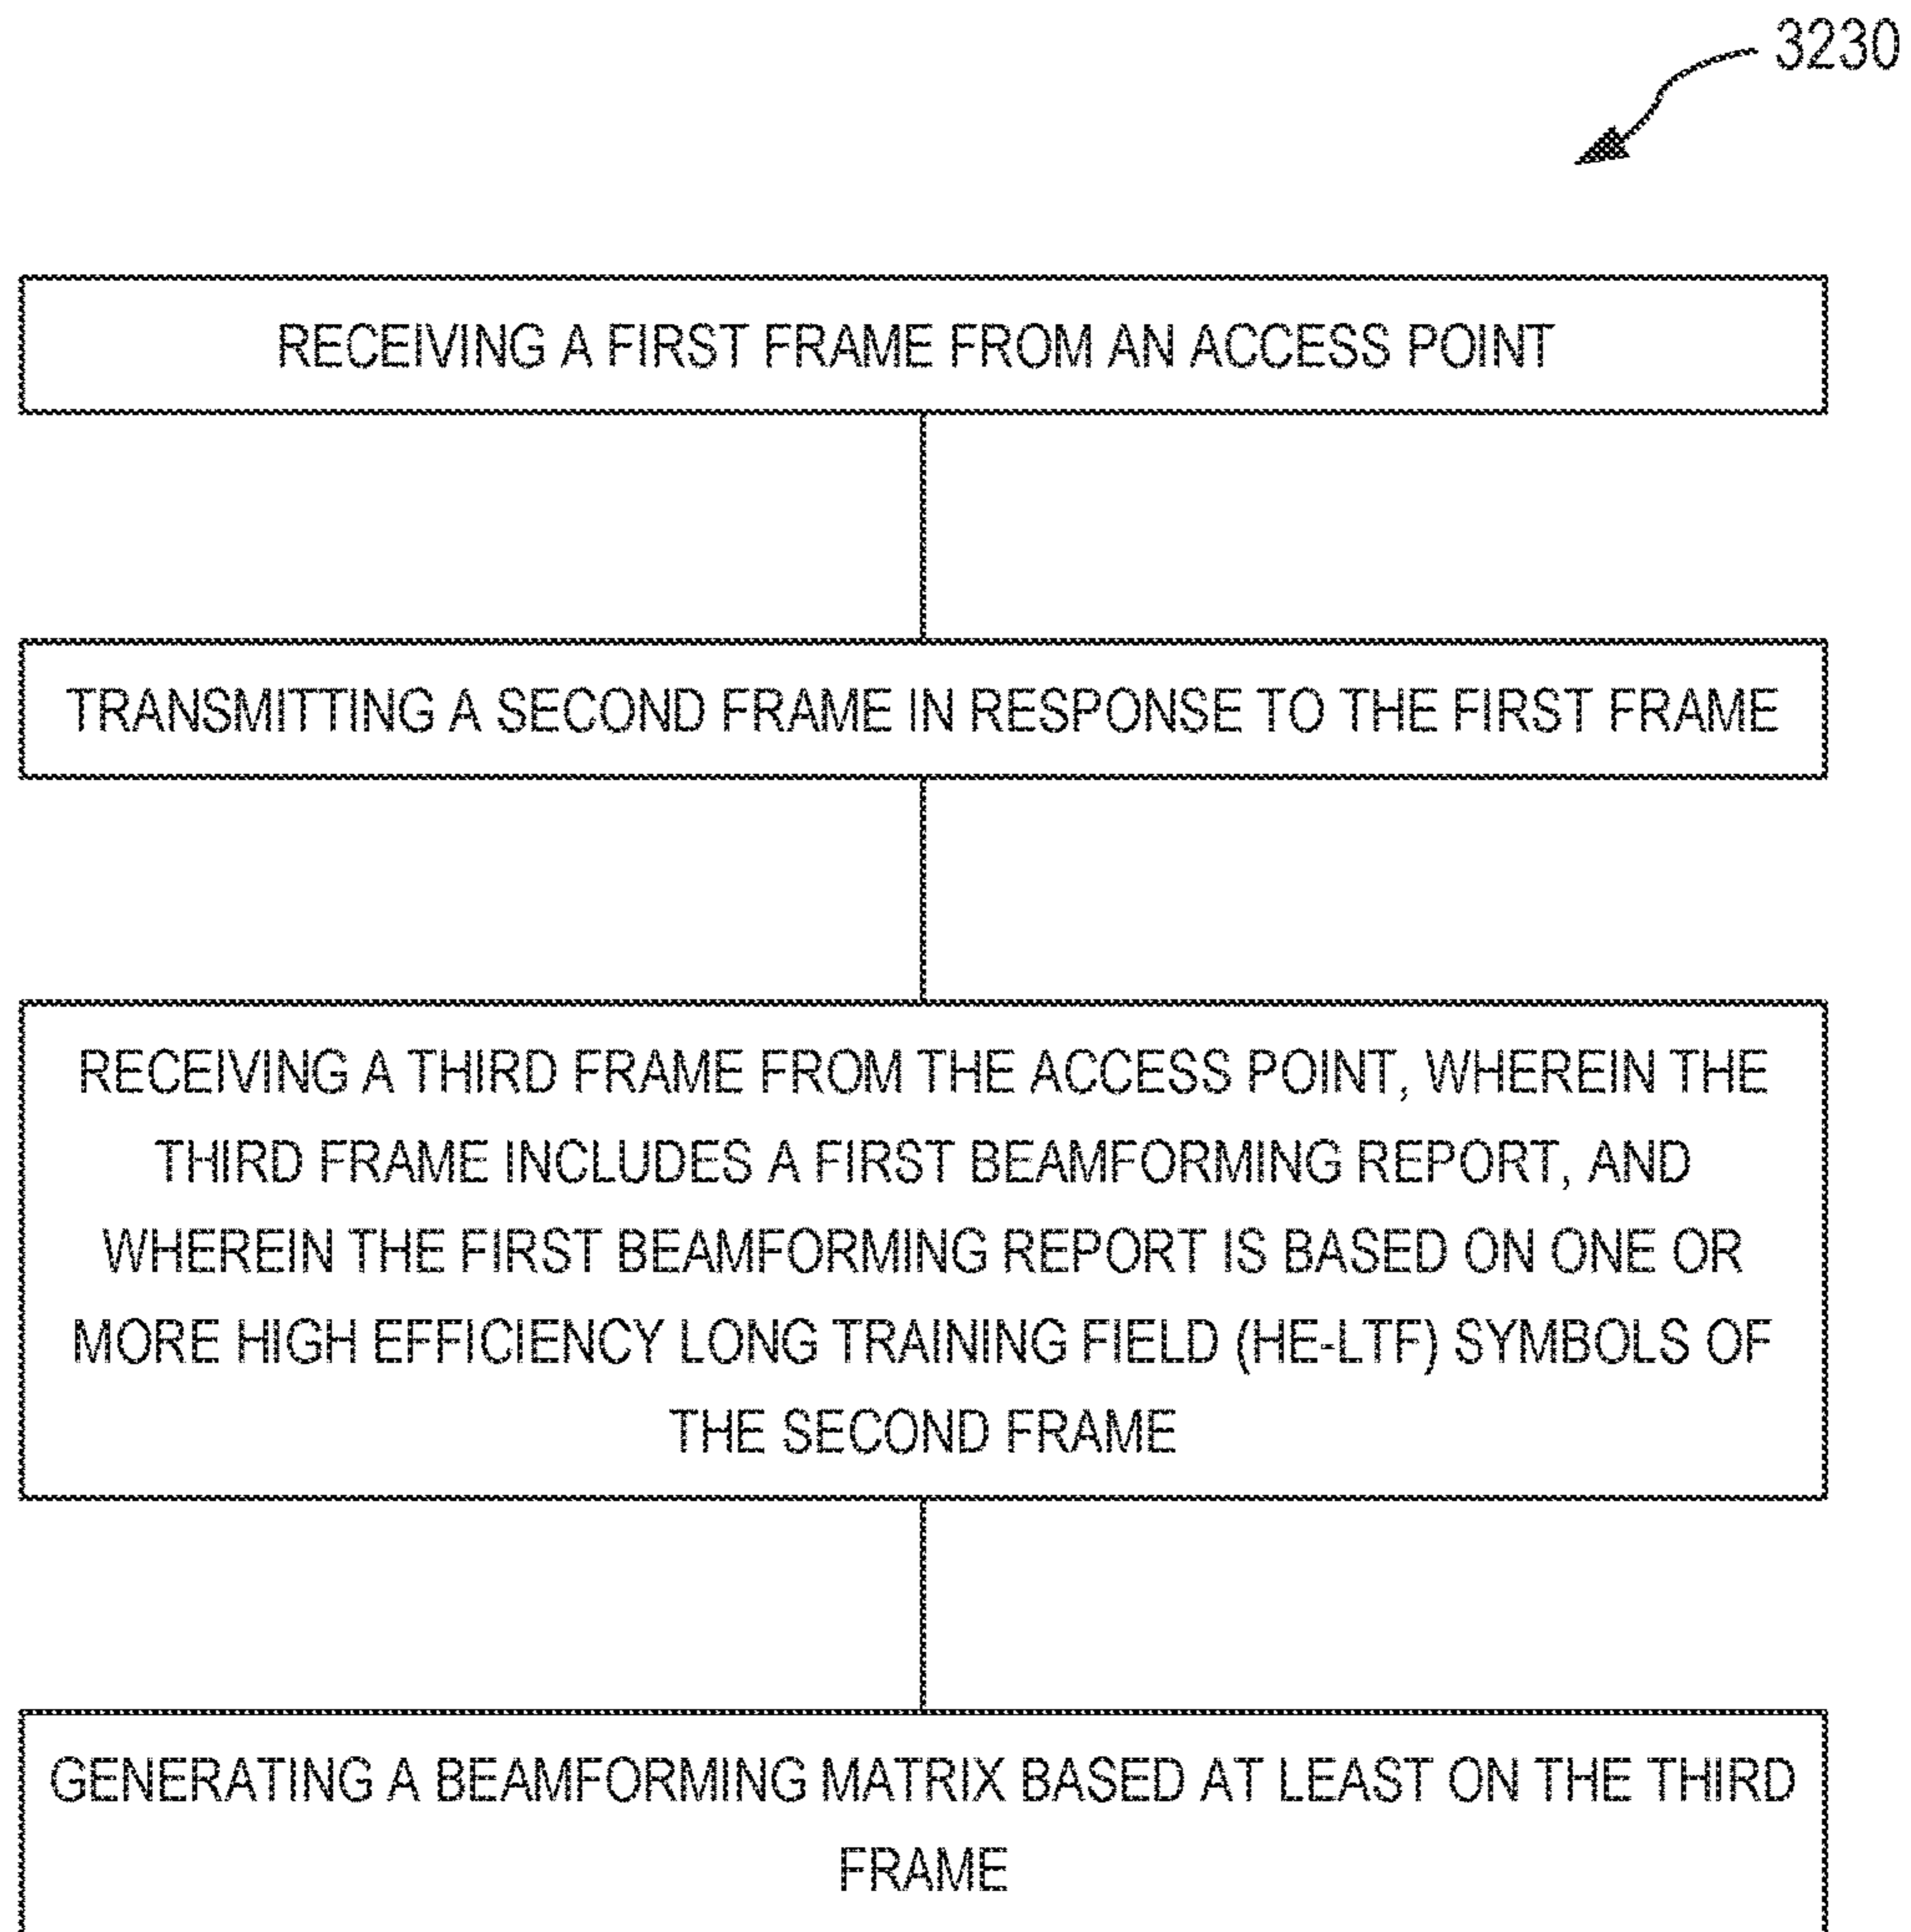 3230
RECEIVING A FIRST FRAME FROM AN ACCESS POINT
TRANSMITTING A SECOND FRAME IN RESPONSE TO THE FIRST FRAME
RECEIVING A THIRD FRAME FROM THE ACCESS POINT, WHEREIN THE
THIRD FRAME INCLUDES A FIRST BEAMFORMING REPORT, AND
WHEREIN THE FIRST BEAMFORMING REPORT IS BASED ON ONE OR
MORE HIGH EFFICIENCY LONG TRAINING FIELD (HE-LTF) SYMBOLS OF
THE SECOND FRAME
GENERATING A BEAMFORMING MATRIX BASED AT LEAST ON THE THIRD
FRAME